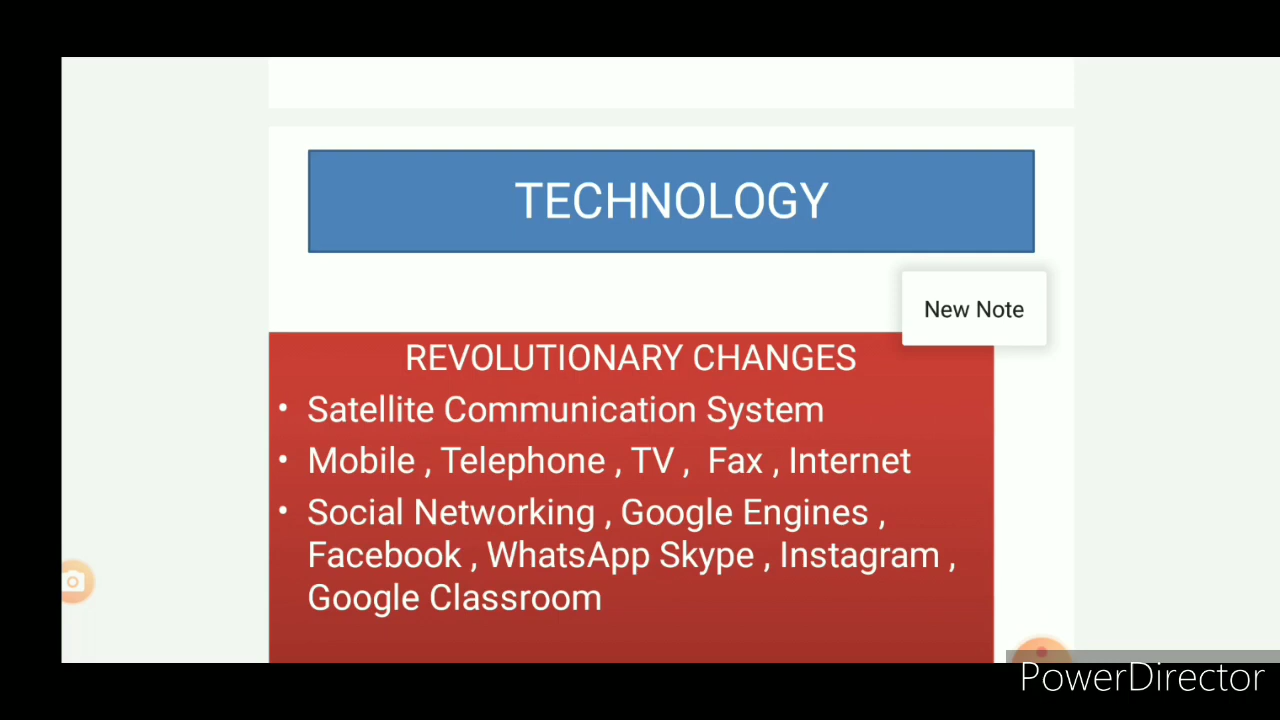 TECHNOLOGY
New Note
REVOLUTIONARY CHANGES
• Satellite Communication System
• Mobile , Telephone , TV , Fax , Internet
• Social Networking , Google Engines ,
Facebook , WhatsApp Skype , Instagram ,
Google Classroom
PowerDirector